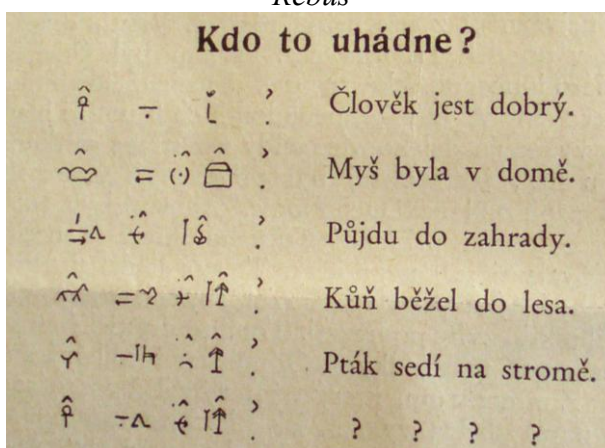 Rébus
Kdo to uhádne?
Člověk jest dobrý.
Myš byla v domě.
Půjdu do zahrady.
Kůň běžel do lesa.
Pták sedí na stromě.
? ? ? ?